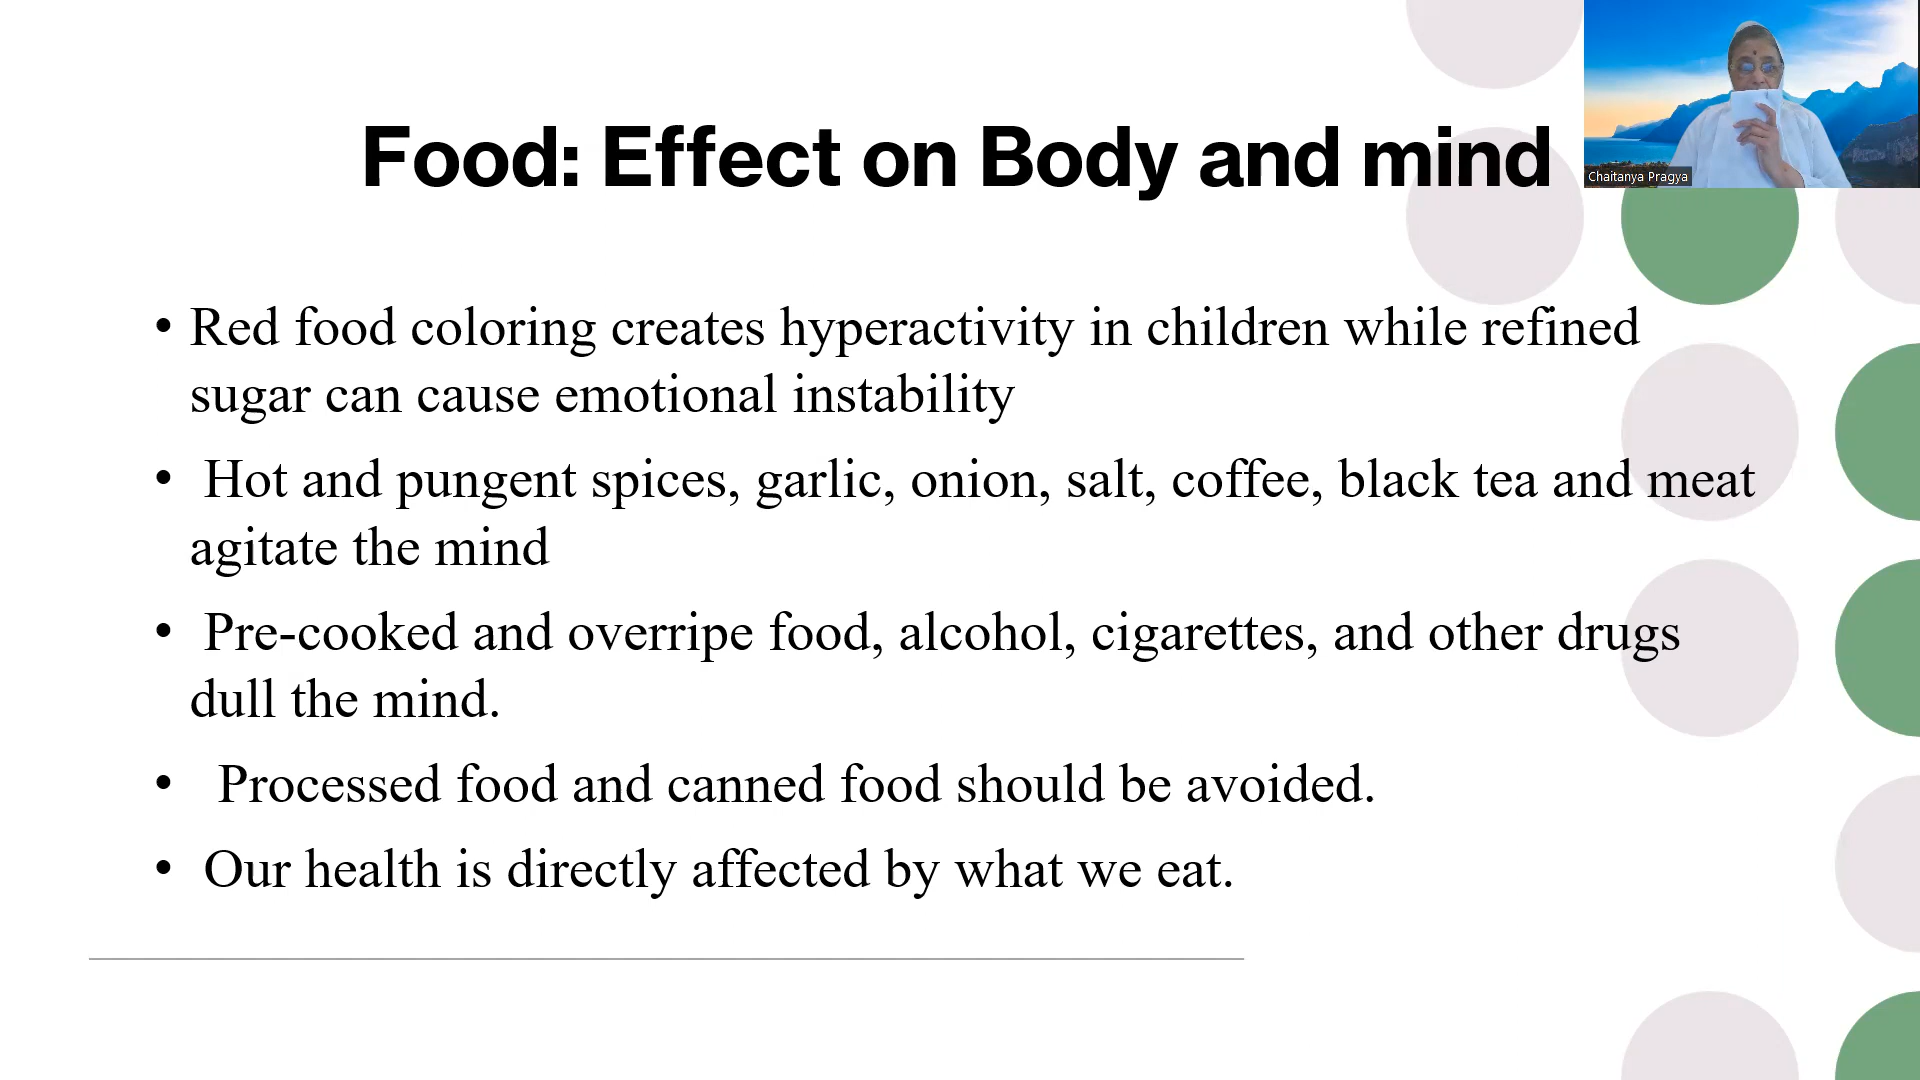 Food: Effect on Body and mind
Chaitanya Pragya
• Red food coloring creates hyperactivity in children while refined
sugar can cause emotional instability
• Hot and pungent spices, garlic, onion, salt, coffee, black tea and meat
agitate the mind
• Pre-cooked and overripe food, alcohol, cigarettes, and other drugs
dull the mind.
• Processed food and canned food should be avoided.
• Our health is directly affected by what we eat.